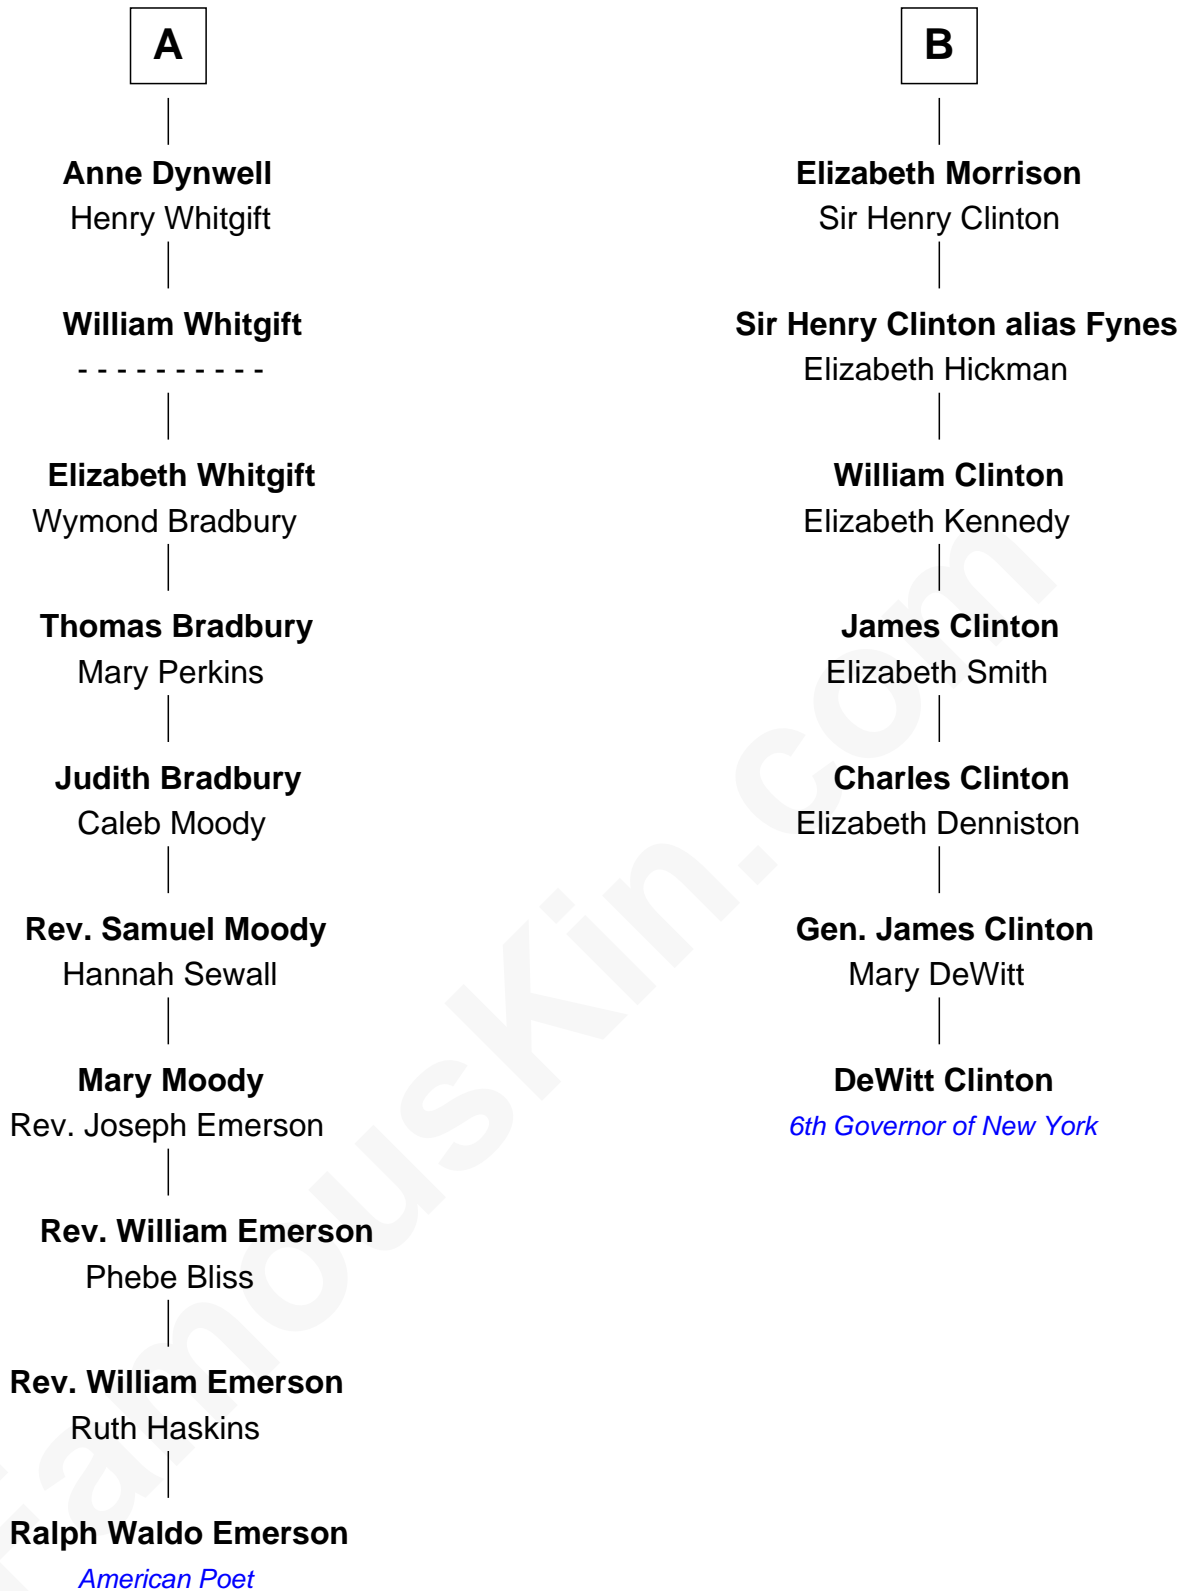 A
Anne Dynwell
Henry Whitgift
William Whitgift
- - - - - - - - - -
Elizabeth Whitgift
Wymond Bradbury
Thomas Bradbury
Mary Perkins
Judith Bradbury
Caleb Moody
Rev. Samuel Moody
Hannah Sewall
Mary Moody
Rev. Joseph Emerson
Rev. William Emerson
Phebe Bliss
Rev. William Emerson
Ruth Haskins
Ralph Waldo Emerson
American Poet
B
Elizabeth Morrison
Sir Henry Clinton
Sir Henry Clinton alias Fynes
Elizabeth Hickman
William Clinton
Elizabeth Kennedy
James Clinton
Elizabeth Smith
Charles Clinton
Elizabeth Denniston
Gen. James Clinton
Mary DeWitt
DeWitt Clinton
6th Governor of New York
FamousKin.com